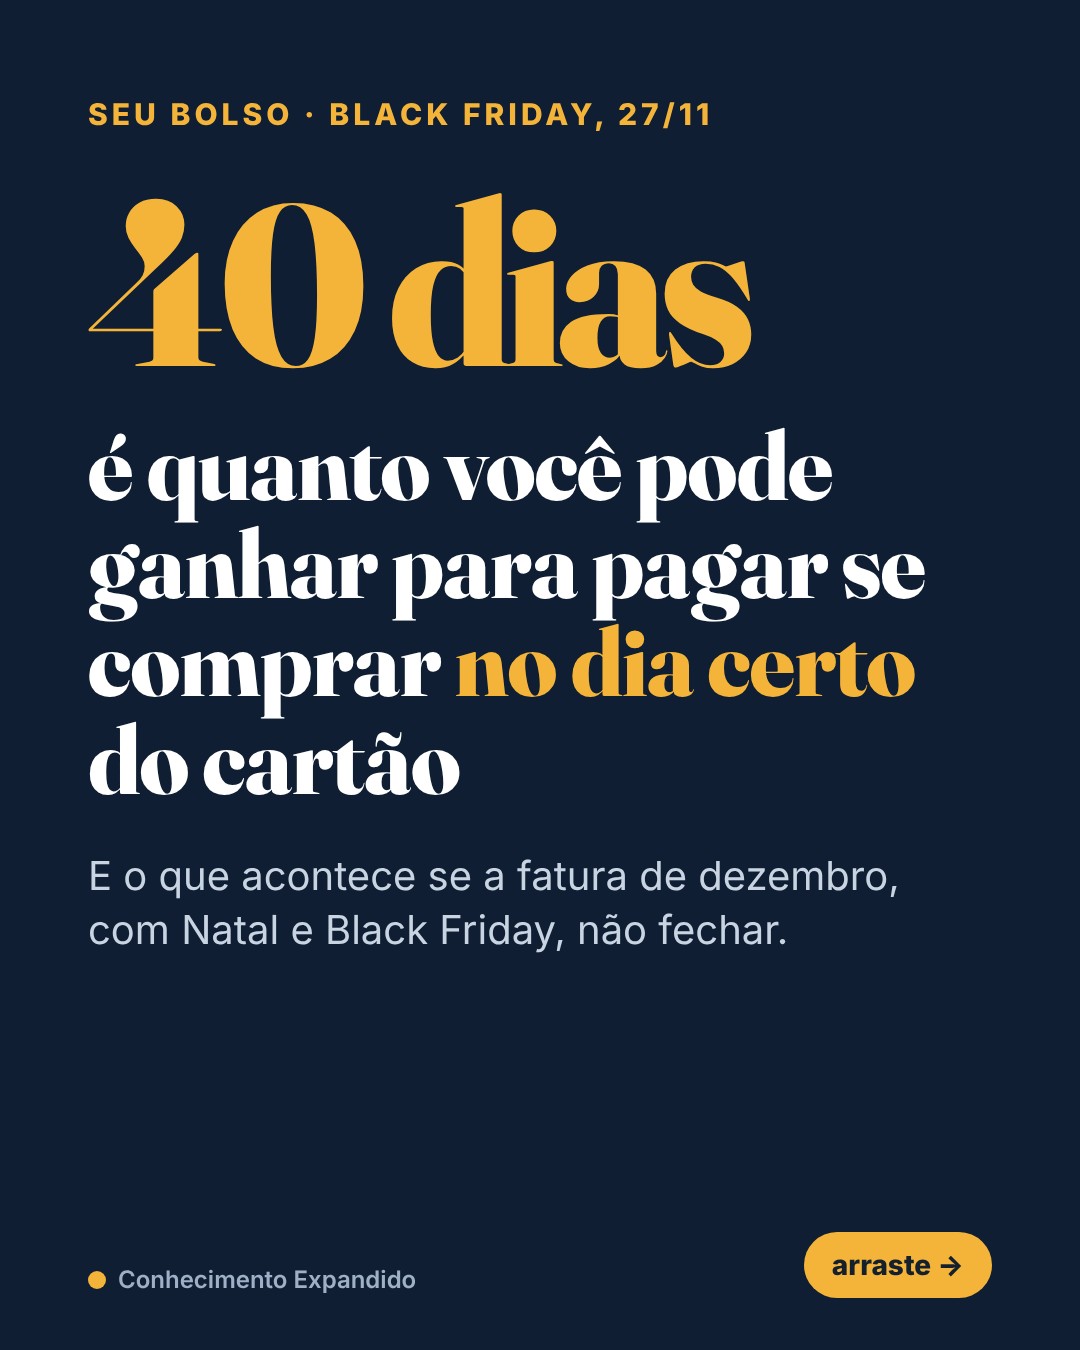 SEU BOLSO · BLACK FRIDAY, 27/11
40 dias
é quanto você pode
ganhar para pagar se
comprar no dia certo
do cartão
E o que acontece se a fatura de dezembro,
com Natal e Black Friday, não fechar.
Conhecimento Expandido
arraste →